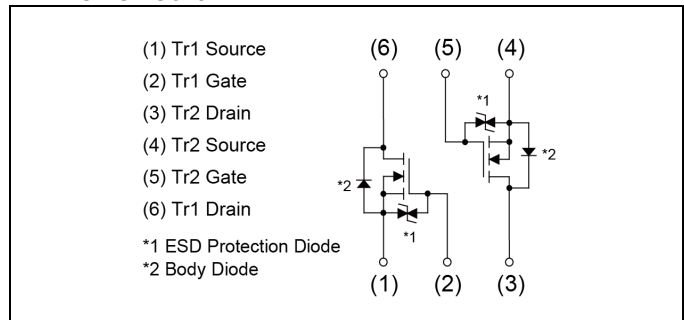 (1) Tr1 Source
(2) Tr1 Gate
(3) Tr2 Drain
(4) Tr2 Source
(5) Tr2 Gate
(6) Tr1 Drain
*1 ESD Protection Diode
*2 Body Diode
(6) (5) (4)
*1
*2
*2
*1
(1) (2) (3)